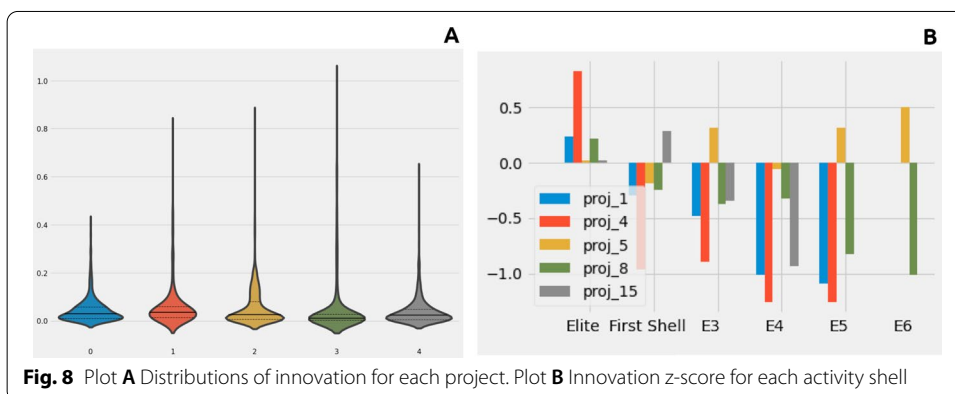 A
1.0
0.8
0.6
0.4
0.2
0.0
0 1 2 3 4
B
0.5
0.0
−0.5
−1.0
proj_1
proj_4
proj_5
proj_8
proj_15
Elite First Shell E3 E4 E5 E6
Fig. 8 Plot A Distributions of innovation for each project. Plot B Innovation z-score for each activity shell